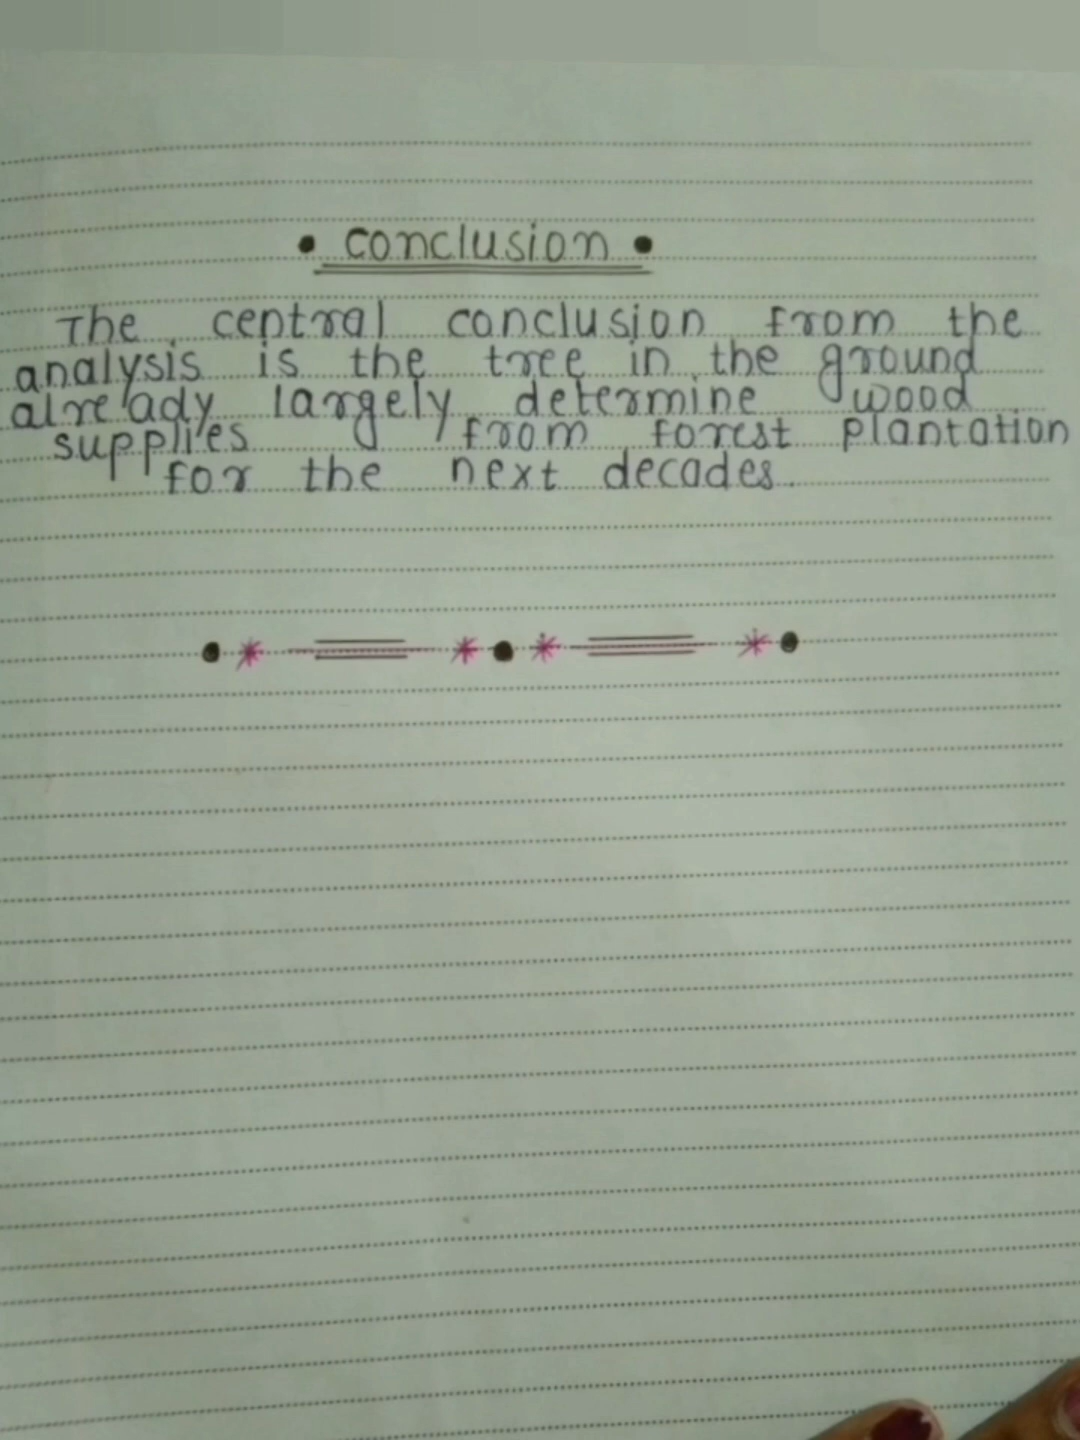 • conclusion •
The central conclusion from the
analysis is the tree in the ground
already largely determine wood
supplies from forest plantation
for the next decades.